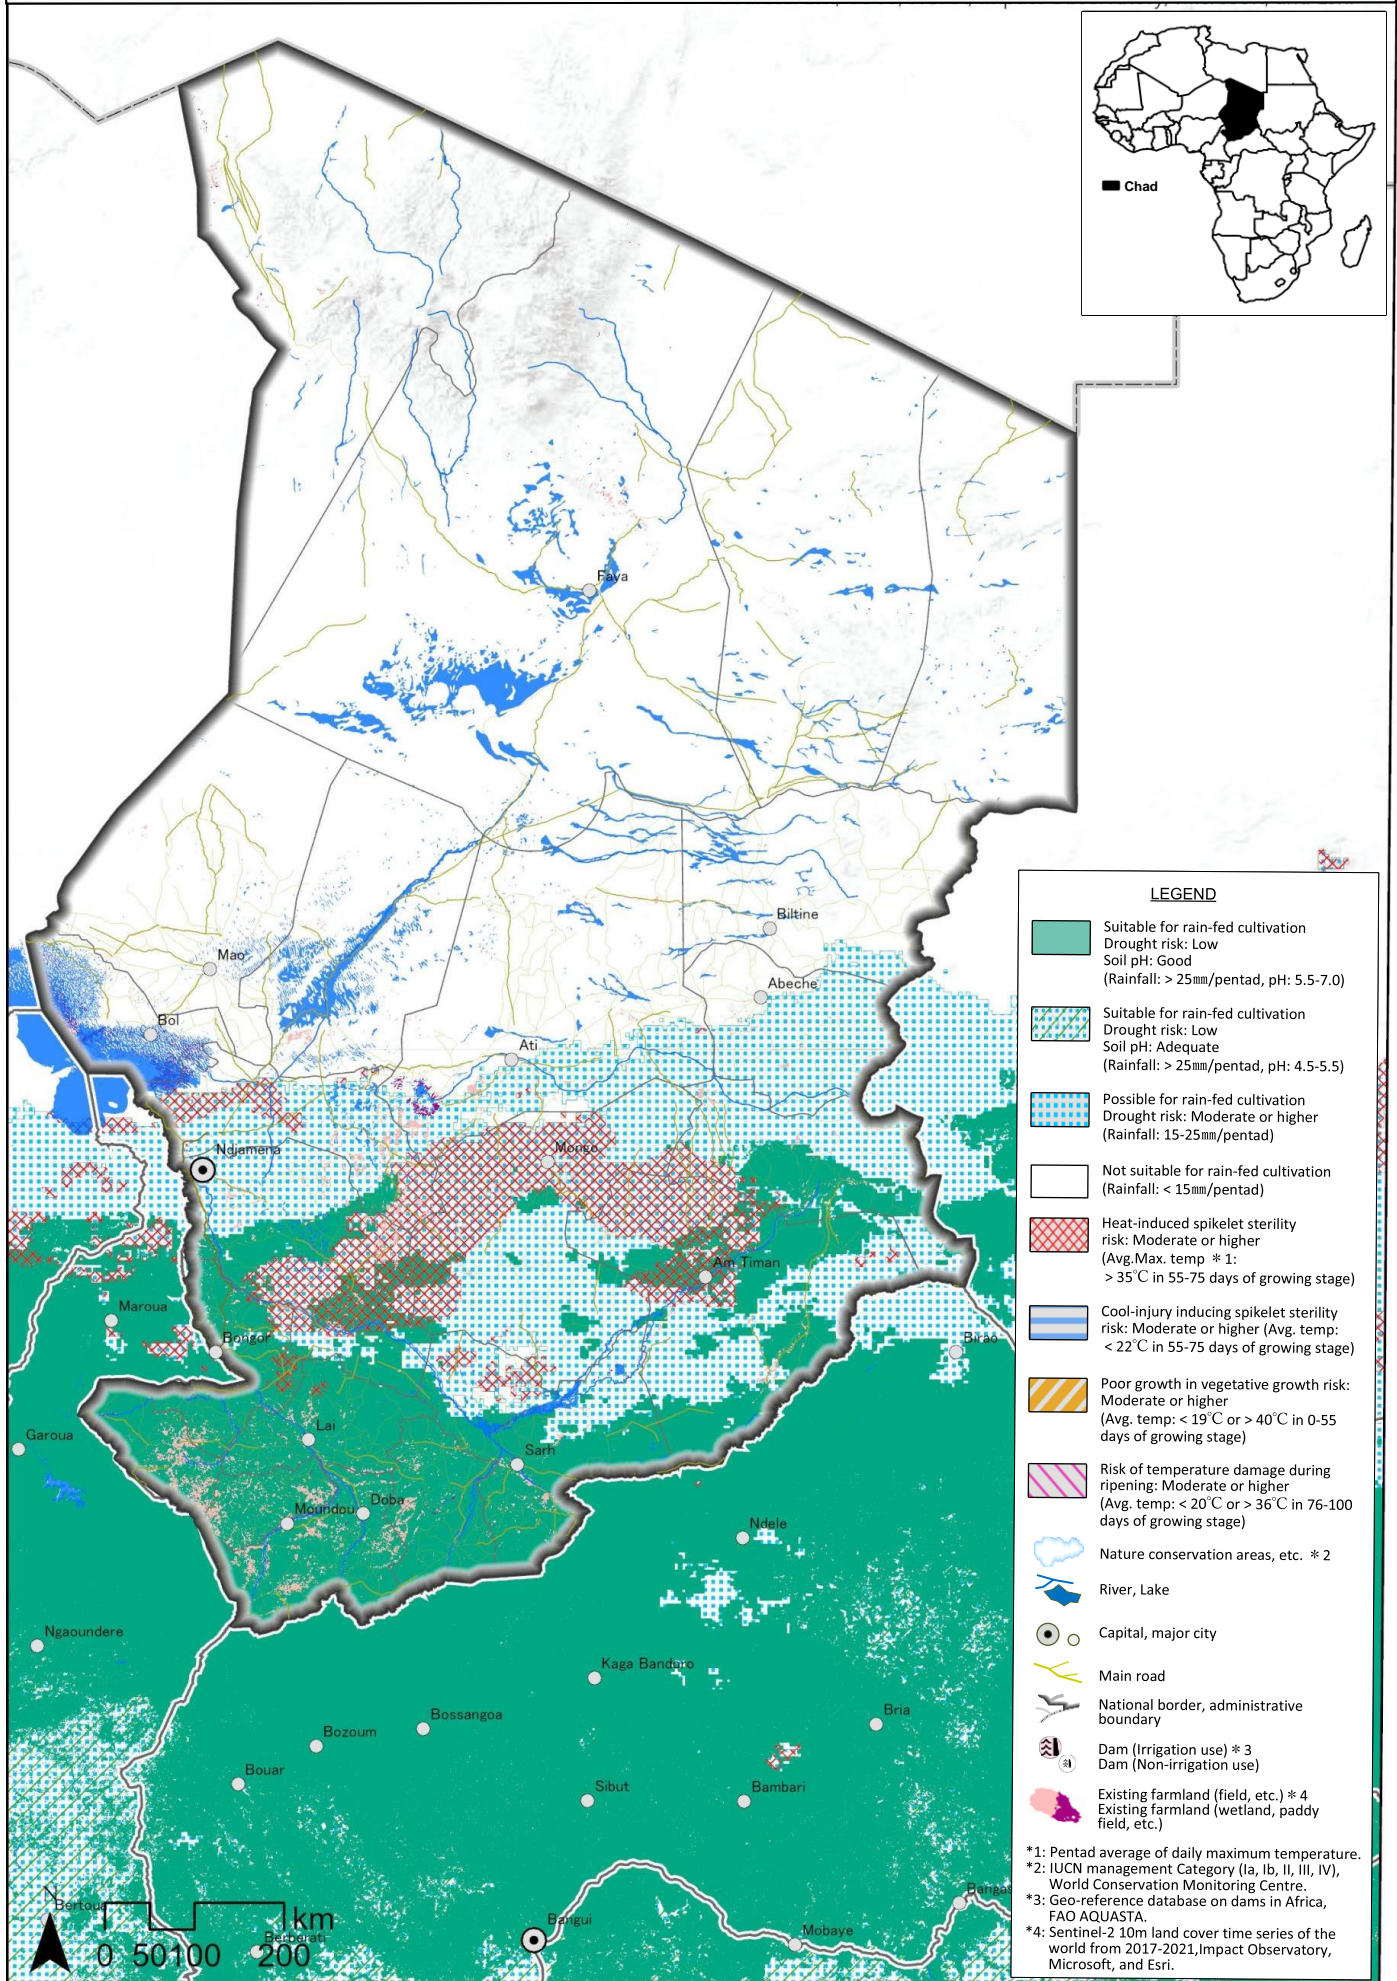 Chad
Faya
Biltine
Mao
Abeche
Bol
Ati
Ndjamena
Mongo
Am Timan
Maroua
Bongor
Birao
Garoua
Lai
Sarh
Moundou
Doba
Ndele
Ngaoundere
Kaga Bandoro
Bossangoa
Bria
Bozoum
Bouar
Sibut
Bambari
Bertoua
Berberati
Bangui
Mobaye
km
0 50100 200
LEGEND
Suitable for rain-fed cultivation
Drought risk: Low
Soil pH: Good
(Rainfall: > 25㎜/pentad, pH: 5.5-7.0)
Suitable for rain-fed cultivation
Drought risk: Low
Soil pH: Adequate
(Rainfall: > 25㎜/pentad, pH: 4.5-5.5)
Possible for rain-fed cultivation
Drought risk: Moderate or higher
(Rainfall: 15-25㎜/pentad)
Not suitable for rain-fed cultivation
(Rainfall: < 15㎜/pentad)
Heat-induced spikelet sterility
risk: Moderate or higher
(Avg.Max. temp ＊1:
> 35℃ in 55-75 days of growing stage)
Cool-injury inducing spikelet sterility
risk: Moderate or higher (Avg. temp:
< 22℃ in 55-75 days of growing stage)
Poor growth in vegetative growth risk:
Moderate or higher
(Avg. temp: < 19℃ or > 40℃ in 0-55
days of growing stage)
Risk of temperature damage during
ripening: Moderate or higher
(Avg. temp: < 20℃ or > 36℃ in 76-100
days of growing stage)
Nature conservation areas, etc. ＊2
River, Lake
Capital, major city
Main road
National border, administrative
boundary
Dam (Irrigation use)＊3
Dam (Non-irrigation use)
Existing farmland (field, etc.)＊4
Existing farmland (wetland, paddy
field, etc.)
*1: Pentad average of daily maximum temperature.
*2: IUCN management Category (Ia, Ib, II, III, IV),
World Conservation Monitoring Centre.
*3: Geo-reference database on dams in Africa,
FAO AQUASTA.
*4: Sentinel-2 10m land cover time series of the
world from 2017-2021,Impact Observatory,
Microsoft, and Esri.